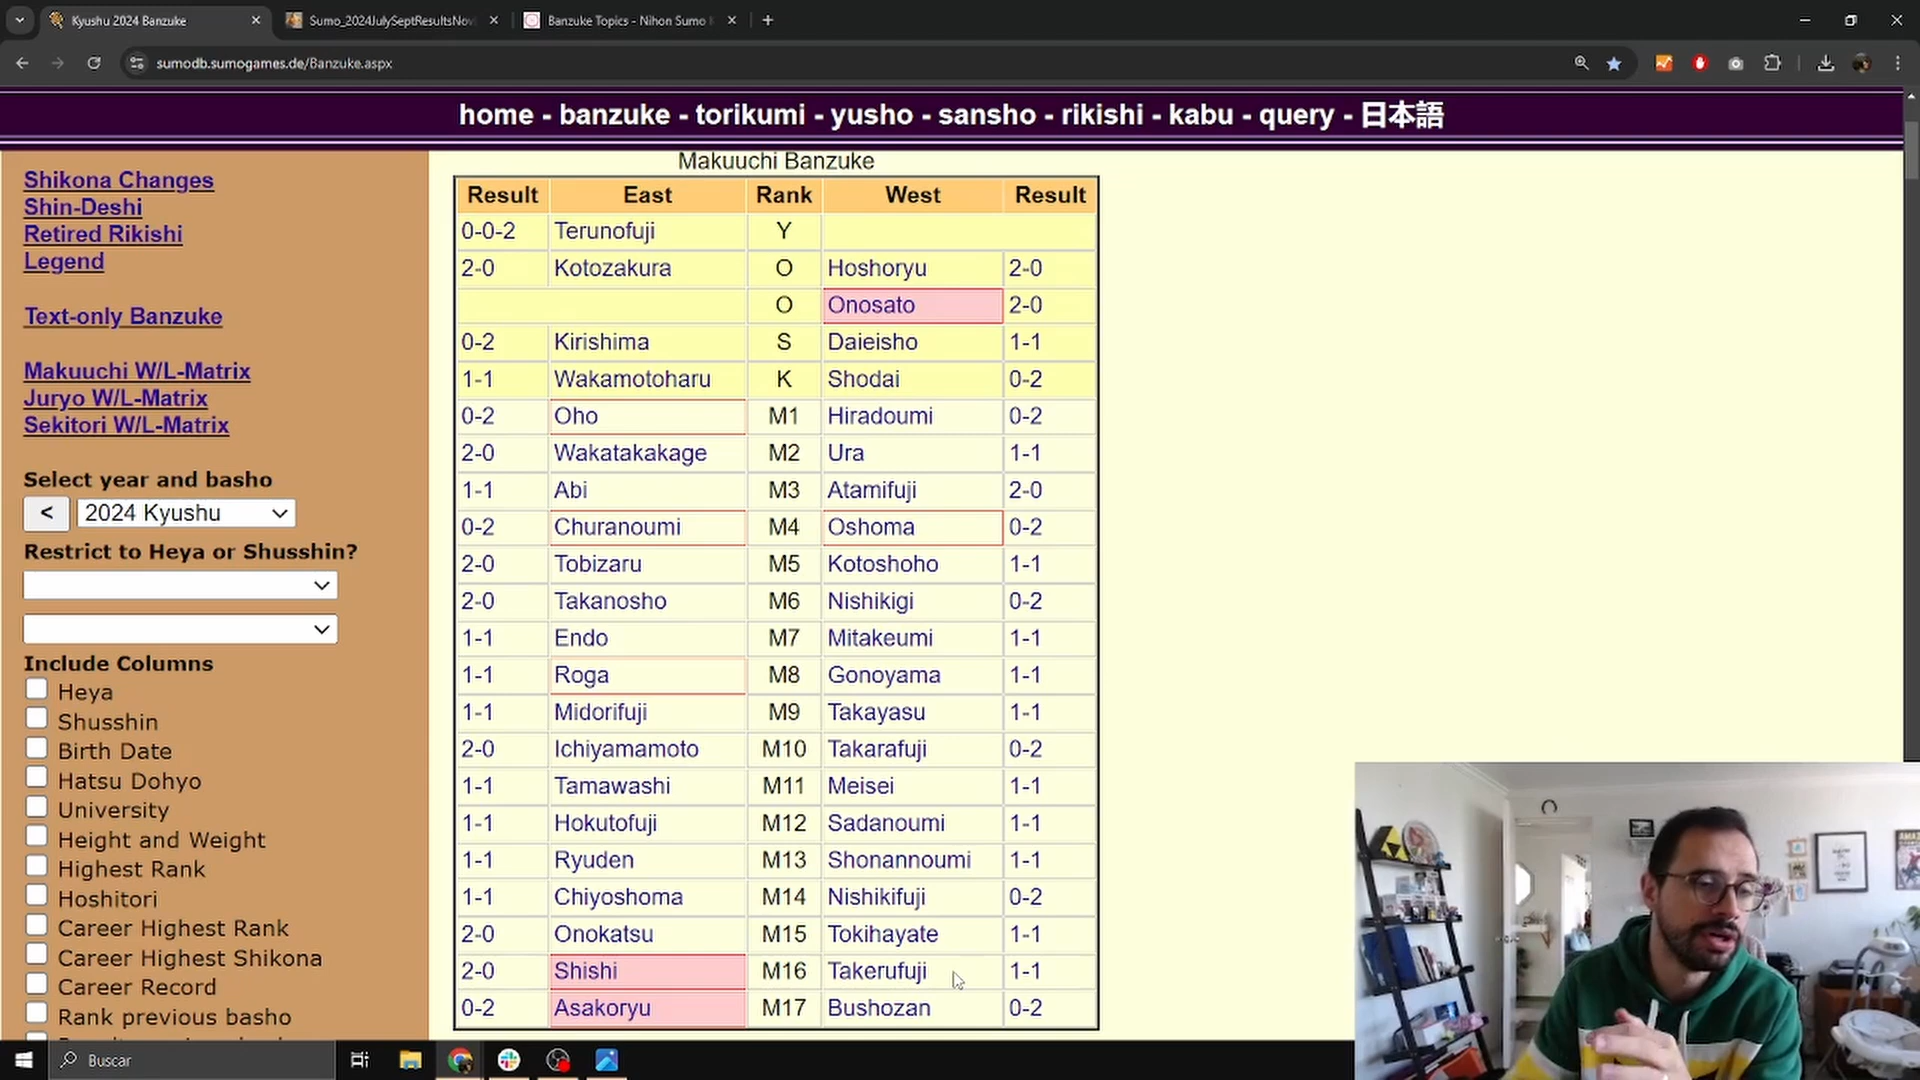 Kyushu 2024 Banzuke
Sumo_2024JulySeptResultsNov
Banzuke Topics - Nihon Sumo
sumodb.sumogames.de/Banzuke.aspx
home - banzuke - torikumi - yusho - sansho - rikishi - kabu - query - 日本語
Shikona Changes
Shin-Deshi
Retired Rikishi
Legend
Text-only Banzuke
Makuuchi W/L-Matrix
Juryo W/L-Matrix
Sekitori W/L-Matrix
Select year and basho
< 2024 Kyushu
Restrict to Heya or Shusshin?
Include Columns
Heya
Shusshin
Birth Date
Hatsu Dohyo
University
Height and Weight
Highest Rank
Hoshitori
Career Highest Rank
Career Highest Shikona
Career Record
Rank previous basho
Makuuchi Banzuke
Result East Rank West Result
0-0-2 Terunofuji Y
2-0 Kotozakura O Hoshoryu 2-0
O Onosato 2-0
0-2 Kirishima S Daieisho 1-1
1-1 Wakamotoharu K Shodai 0-2
0-2 Oho M1 Hiradoumi 0-2
2-0 Wakatakakage M2 Ura 1-1
1-1 Abi M3 Atamifuji 2-0
0-2 Churanoumi M4 Oshoma 0-2
2-0 Tobizaru M5 Kotoshoho 1-1
2-0 Takanosho M6 Nishikigi 0-2
1-1 Endo M7 Mitakeumi 1-1
1-1 Roga M8 Gonoyama 1-1
1-1 Midorifuji M9 Takayasu 1-1
2-0 Ichiyamamoto M10 Takarafuji 0-2
1-1 Tamawashi M11 Meisei 1-1
1-1 Hokutofuji M12 Sadanoumi 1-1
1-1 Ryuden M13 Shonannoumi 1-1
1-1 Chiyoshoma M14 Nishikifuji 0-2
2-0 Onokatsu M15 Tokihayate 1-1
2-0 Shishi M16 Takerufuji 1-1
0-2 Asakoryu M17 Bushozan 0-2
Buscar